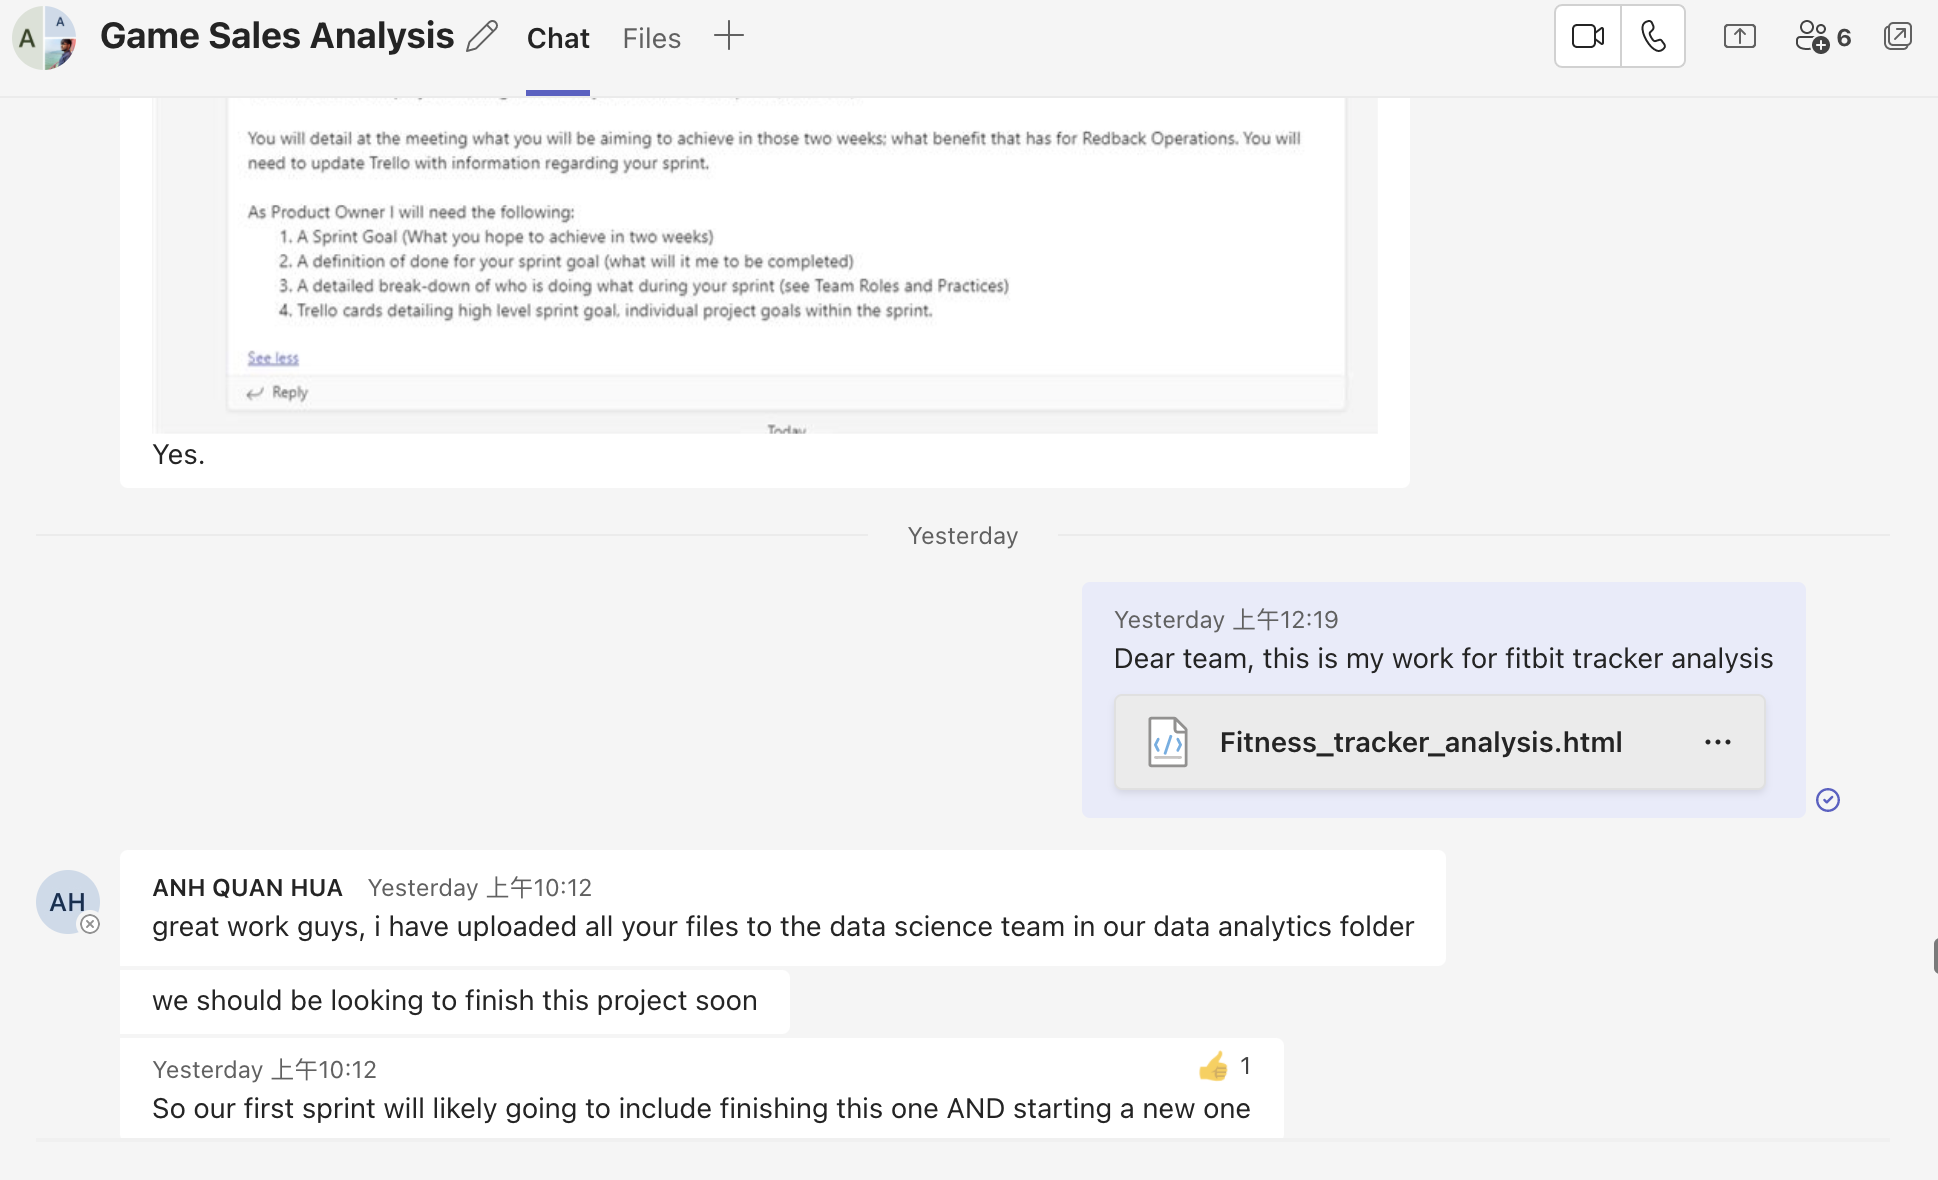 A
A
Game Sales Analysis
Chat
Files
6
You will detail at the meeting what you will be aiming to achieve in those two weeks; what benefit that has for Redback Operations. You will
need to update Trello with information regarding your sprint.
As Product Owner I will need the following:
1. A Sprint Goal (What you hope to achieve in two weeks)
2. A definition of done for your sprint goal (what will it me to be completed)
3. A detailed break-down of who is doing what during your sprint (see Team Roles and Practices)
4. Trello cards detailing high level sprint goal, individual project goals within the sprint.
See less
Reply
Today
Yes.
Yesterday
Yesterday 上午12:19
Dear team, this is my work for fitbit tracker analysis
Fitness_tracker_analysis.html
AH
ANH QUAN HUA Yesterday 上午10:12
great work guys, i have uploaded all your files to the data science team in our data analytics folder
we should be looking to finish this project soon
Yesterday 上午10:12
1
So our first sprint will likely going to include finishing this one AND starting a new one